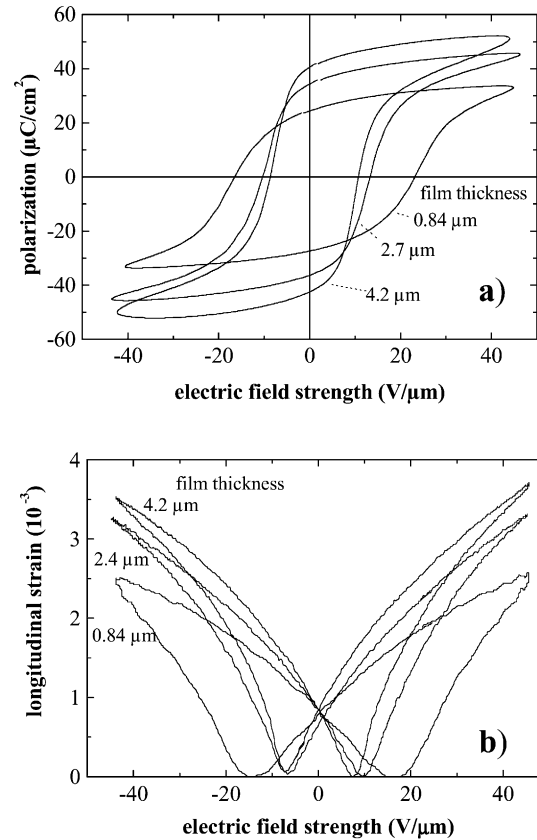 60
40
20
0
-20
-40
-60
polarization (µC/cm²)
film thickness
0.84 µm
2.7 µm
4.2 µm
a)
-40 -20 0 20 40
electric field strength (V/µm)
4
3
2
1
0
longitudinal strain (10⁻³)
film thickness
4.2 µm
2.4 µm
0.84 µm
b)
-40 -20 0 20 40
electric field strength (V/µm)